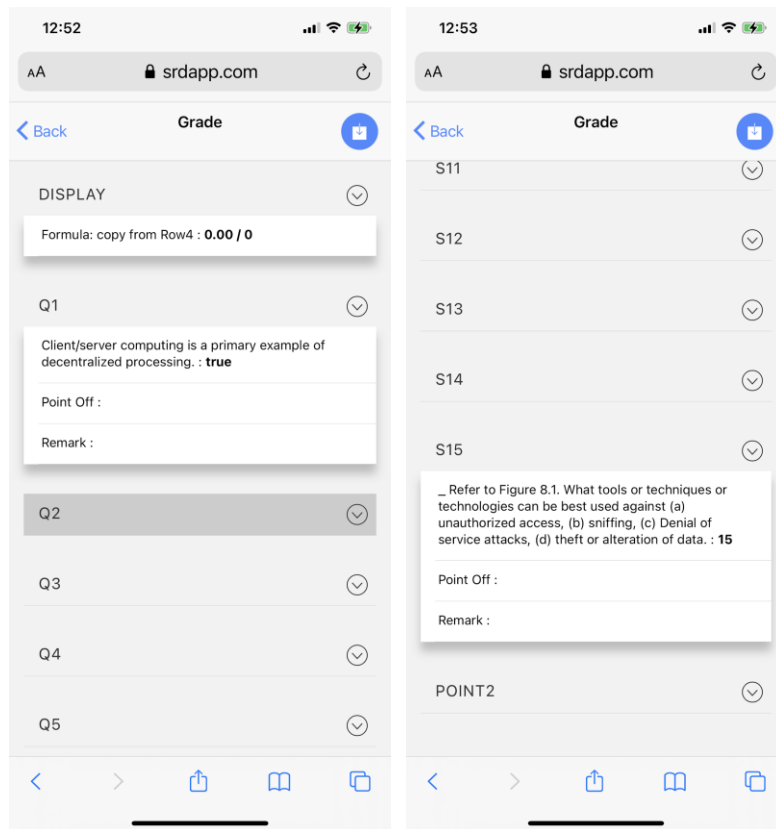 12:52
AA srdapp.com
Back Grade
DISPLAY
Formula: copy from Row4 : 0.00 / 0
Q1
Client/server computing is a primary example of
decentralized processing. : true
Point Off :
Remark :
Q2
Q3
Q4
Q5
12:53
AA srdapp.com
Back Grade
S11
S12
S13
S14
S15
_ Refer to Figure 8.1. What tools or techniques or
technologies can be best used against (a)
unauthorized access, (b) sniffing, (c) Denial of
service attacks, (d) theft or alteration of data. : 15
Point Off :
Remark :
POINT2